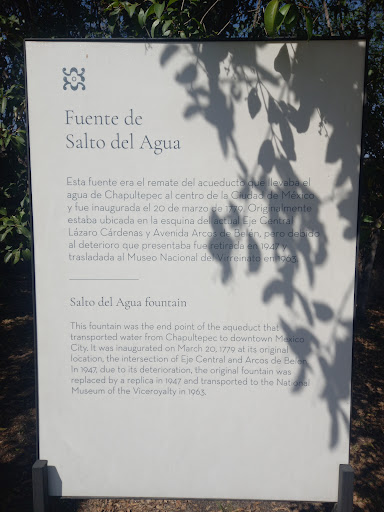 Fuente de
Salto del Agua
Esta fuente era el remate del acueducto que llevaba el
agua de Chapultepec al centro de la Ciudad de México
y fue inaugurada el 20 de marzo de 1779. Originalmente
estaba ubicada en la esquina del actual Eje Central
Lázaro Cárdenas y Avenida Arcos de Belén, pero debido
al deterioro que presentaba fue retirada en 1947 y
trasladada al Museo Nacional del Virreinato en 1963.
Salto del Agua fountain
This fountain was the end point of the aqueduct that
transported water from Chapultepec to downtown Mexico
City. It was inaugurated on March 20, 1779 at its original
location, the intersection of Eje Central and Arcos de Belén.
In 1947, due to its deterioration, the original fountain was
replaced by a replica in 1947 and transported to the National
Museum of the Viceroyalty in 1963.